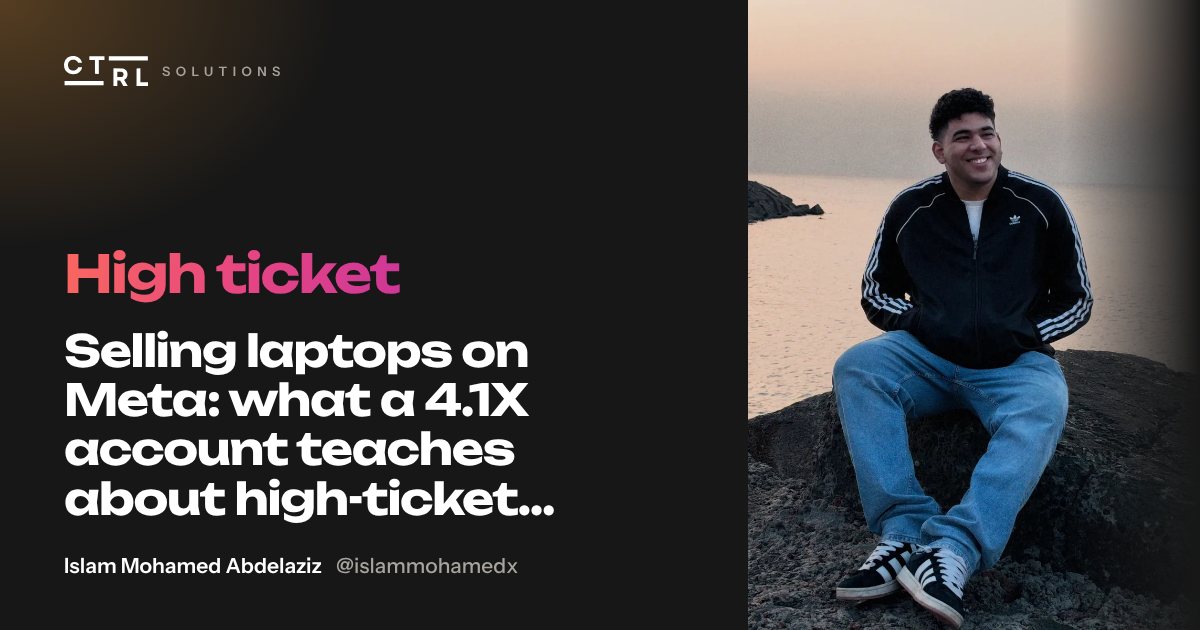 CTRL SOLUTIONS
High ticket
Selling laptops on
Meta: what a 4.1X
account teaches
about high-ticket...
Islam Mohamed Abdelaziz @islammohamedx